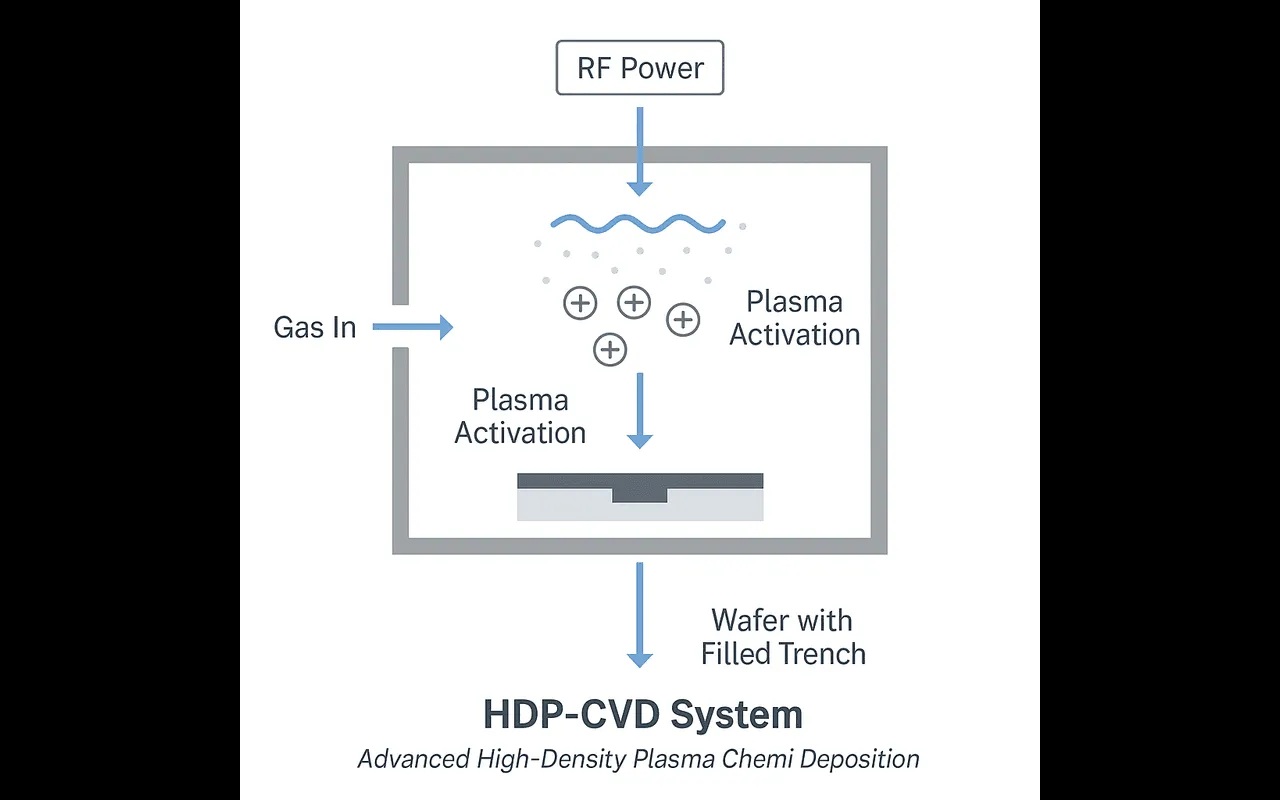 RF Power
Gas In
Plasma
Activation
Plasma
Activation
Wafer with
Filled Trench
HDP-CVD System
Advanced High-Density Plasma Chemi Deposition